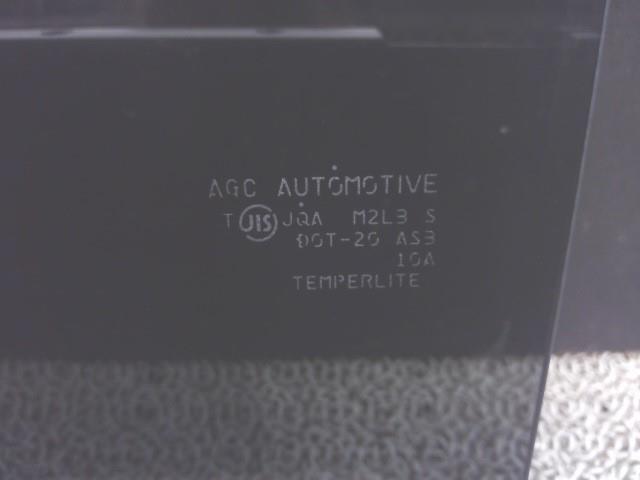 AGC AUTOMOTIVE
T JIS JQA M2L3 S
DOT-20 AS3
10A
TEMPERLITE